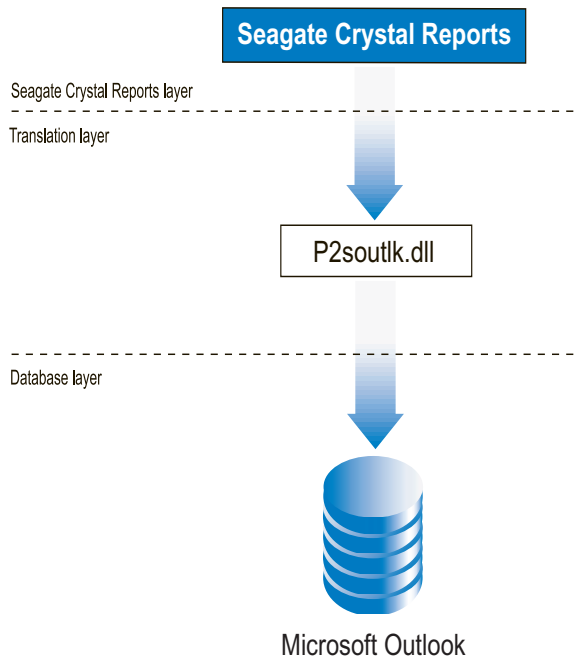 Seagate Crystal Reports
Seagate Crystal Reports layer
Translation layer
P2soutlk.dll
Database layer
Microsoft Outlook